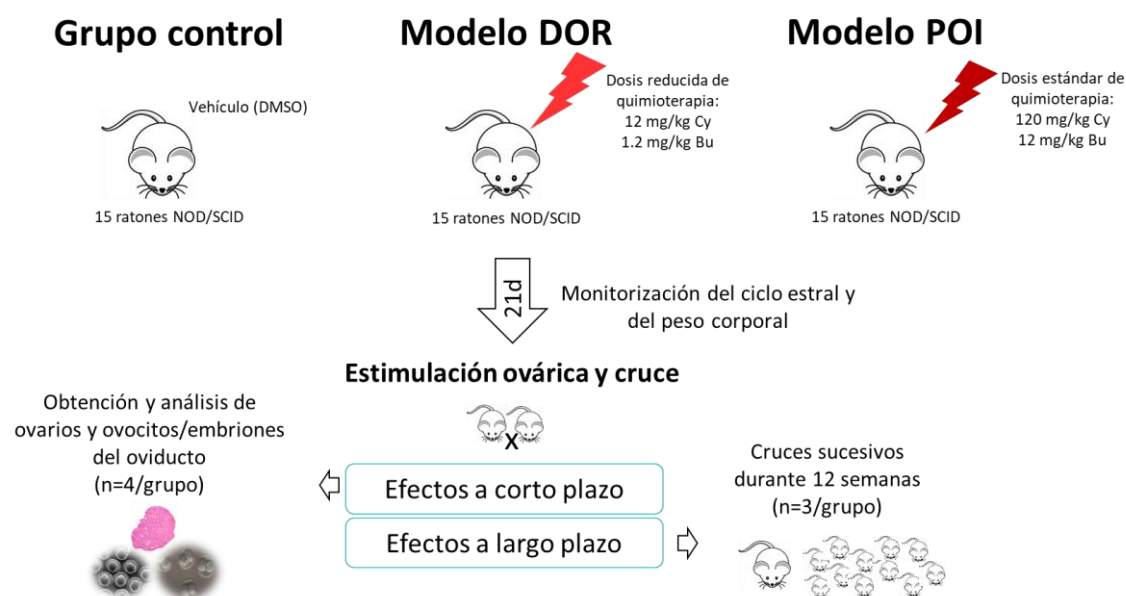 Grupo control
Modelo DOR
Modelo POI
Vehículo (DMSO)
15 ratones NOD/SCID
Dosis reducida de
quimioterapia:
12 mg/kg Cy
1.2 mg/kg Bu
15 ratones NOD/SCID
Dosis estándar de
quimioterapia:
120 mg/kg Cy
12 mg/kg Bu
15 ratones NOD/SCID
21d
Monitorización del ciclo estral y
del peso corporal
Estimulación ovárica y cruce
X
Obtención y análisis de
ovarios y ovocitos/embriones
del oviducto
(n=4/grupo)
Efectos a corto plazo
Efectos a largo plazo
Cruces sucesivos
durante 12 semanas
(n=3/grupo)